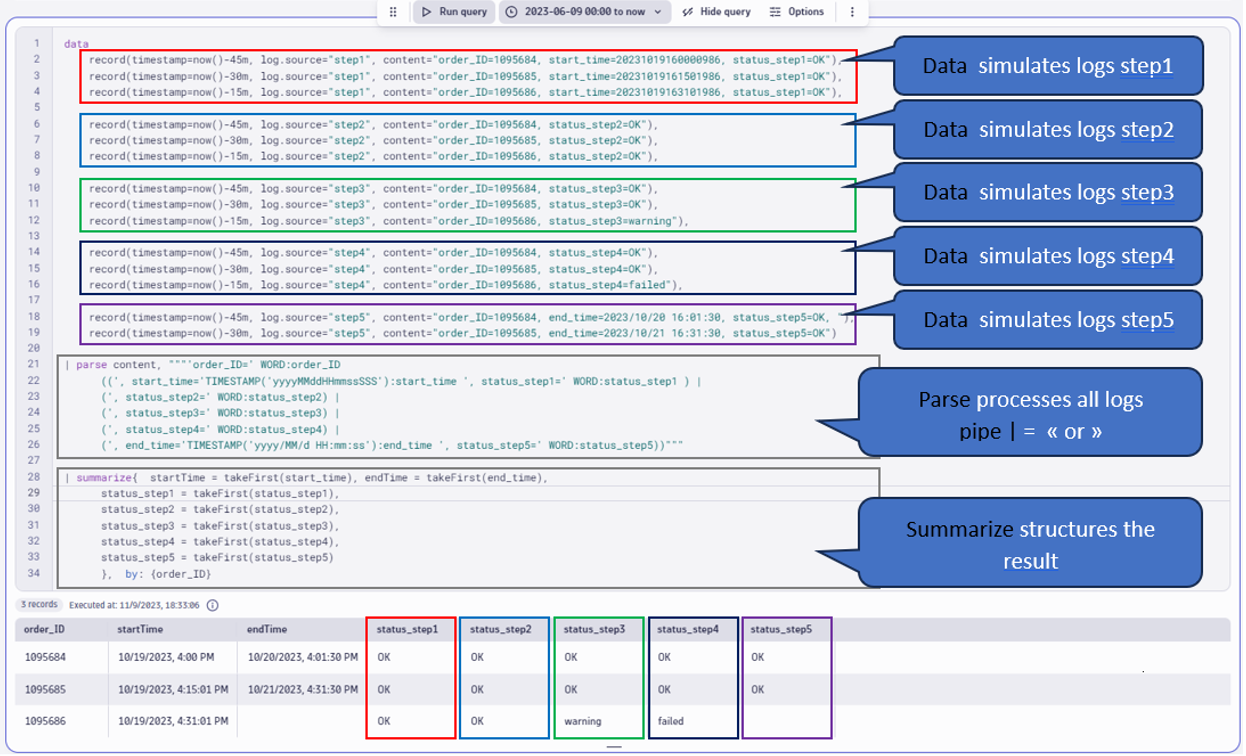 Run query 2023-06-09 00:00 to now Hide query Options
1 data
2 record(timestamp=now()-45m, log.source="step1", content="order_ID=1095684, start_time=20231019160000986, status_step1=OK"),
3 record(timestamp=now()-30m, log.source="step1", content="order_ID=1095685, start_time=20231019161501986, status_step1=OK"),
4 record(timestamp=now()-15m, log.source="step1", content="order_ID=1095686, start_time=20231019163101986, status_step1=OK"),
Data simulates logs step1
5
6 record(timestamp=now()-45m, log.source="step2", content="order_ID=1095684, status_step2=OK"),
7 record(timestamp=now()-30m, log.source="step2", content="order_ID=1095685, status_step2=OK"),
8 record(timestamp=now()-15m, log.source="step2", content="order_ID=1095686, status_step2=OK"),
Data simulates logs step2
9
10 record(timestamp=now()-45m, log.source="step3", content="order_ID=1095684, status_step3=OK"),
11 record(timestamp=now()-30m, log.source="step3", content="order_ID=1095685, status_step3=OK"),
12 record(timestamp=now()-15m, log.source="step3", content="order_ID=1095686, status_step3=warning"),
Data simulates logs step3
13
14 record(timestamp=now()-45m, log.source="step4", content="order_ID=1095684, status_step4=OK"),
15 record(timestamp=now()-30m, log.source="step4", content="order_ID=1095685, status_step4=OK"),
16 record(timestamp=now()-15m, log.source="step4", content="order_ID=1095686, status_step4=failed"),
Data simulates logs step4
17
18 record(timestamp=now()-45m, log.source="step5", content="order_ID=1095684, end_time=2023/10/20 16:01:30, status_step5=OK, "),
19 record(timestamp=now()-30m, log.source="step5", content="order_ID=1095685, end_time=2023/10/21 16:31:30, status_step5=OK")
Data simulates logs step5
20
21 | parse content, """'order_ID=' WORD:order_ID
22 ((', start_time='TIMESTAMP('yyyyMMddHHmmssSSS'):start_time ', status_step1=' WORD:status_step1 ) |
23 (', status_step2=' WORD:status_step2) |
24 (', status_step3=' WORD:status_step3) |
25 (', status_step4=' WORD:status_step4) |
26 (', end_time='TIMESTAMP('yyyy/MM/d HH:mm:ss'):end_time ', status_step5=' WORD:status_step5))"""
Parse processes all logs
pipe | = « or »
27
28 | summarize{ startTime = takeFirst(start_time), endTime = takeFirst(end_time),
29 status_step1 = takeFirst(status_step1),
30 status_step2 = takeFirst(status_step2),
31 status_step3 = takeFirst(status_step3),
32 status_step4 = takeFirst(status_step4),
33 status_step5 = takeFirst(status_step5)
34 }, by: {order_ID}
Summarize structures the
result
3 records Executed at: 11/9/2023, 18:33:06
order_ID startTime endTime status_step1 status_step2 status_step3 status_step4 status_step5
1095684 10/19/2023, 4:00 PM 10/20/2023, 4:01:30 PM OK OK OK OK OK
1095685 10/19/2023, 4:15:01 PM 10/21/2023, 4:31:30 PM OK OK OK OK OK
1095686 10/19/2023, 4:31:01 PM OK OK warning failed